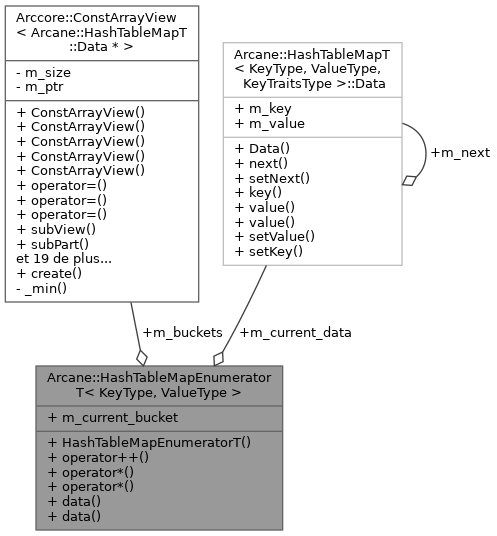 Arccore::ConstArrayView
< Arcane::HashTableMapT
::Data * >
- m_size
- m_ptr
+ ConstArrayView()
+ ConstArrayView()
+ ConstArrayView()
+ ConstArrayView()
+ ConstArrayView()
+ operator=()
+ operator=()
+ operator=()
+ subView()
+ subPart()
et 19 de plus...
+ create()
- _min()
Arcane::HashTableMapT
< KeyType, ValueType,
KeyTraitsType >::Data
+ m_key
+ m_value
+ Data()
+ next()
+ setNext()
+ key()
+ value()
+ value()
+ setValue()
+ setKey()
+m_next
+m_buckets
+m_current_data
Arcane::HashTableMapEnumerator
T< KeyType, ValueType >
+ m_current_bucket
+ HashTableMapEnumeratorT()
+ operator++()
+ operator*()
+ operator*()
+ data()
+ data()